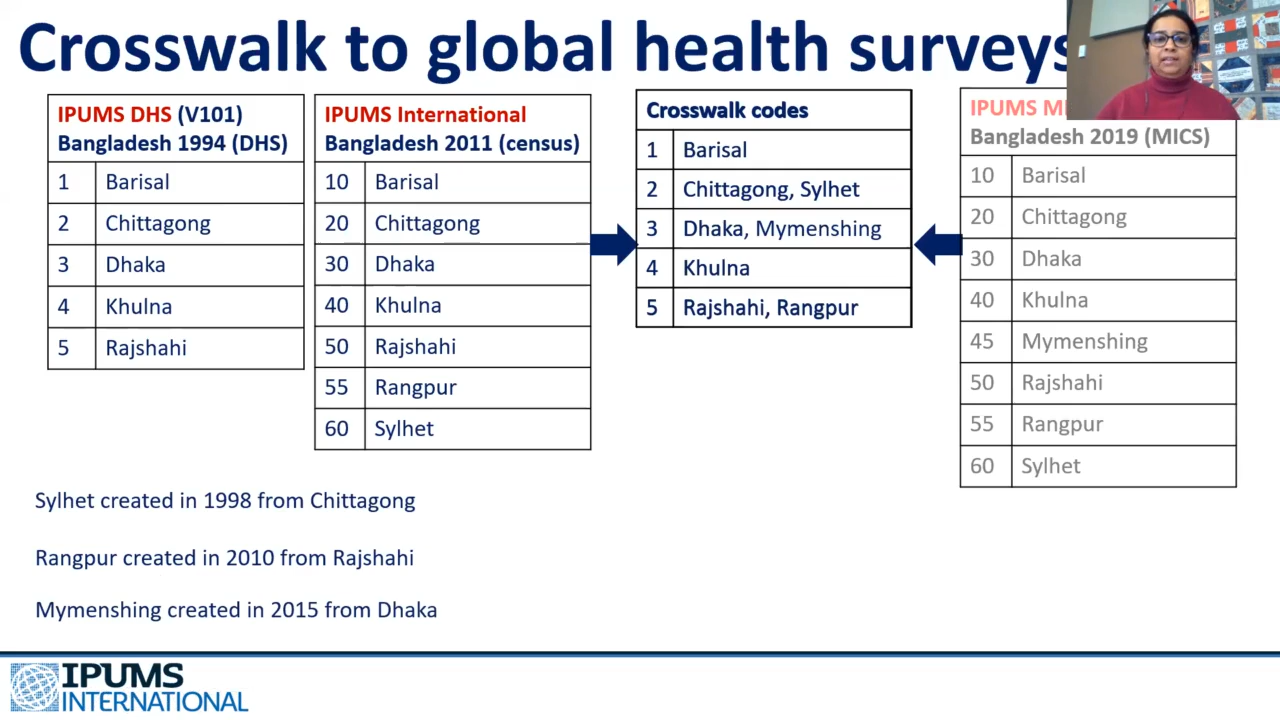 Crosswalk to global health surveys
IPUMS DHS (V101)
Bangladesh 1994 (DHS)
1 Barisal
2 Chittagong
3 Dhaka
4 Khulna
5 Rajshahi
IPUMS International
Bangladesh 2011 (census)
10 Barisal
20 Chittagong
30 Dhaka
40 Khulna
50 Rajshahi
55 Rangpur
60 Sylhet
Crosswalk codes
1 Barisal
2 Chittagong, Sylhet
3 Dhaka, Mymenshing
4 Khulna
5 Rajshahi, Rangpur
IPUMS
Bangladesh 2019 (MICS)
10 Barisal
20 Chittagong
30 Dhaka
40 Khulna
45 Mymenshing
50 Rajshahi
55 Rangpur
60 Sylhet
Sylhet created in 1998 from Chittagong
Rangpur created in 2010 from Rajshahi
Mymenshing created in 2015 from Dhaka
IPUMS
INTERNATIONAL